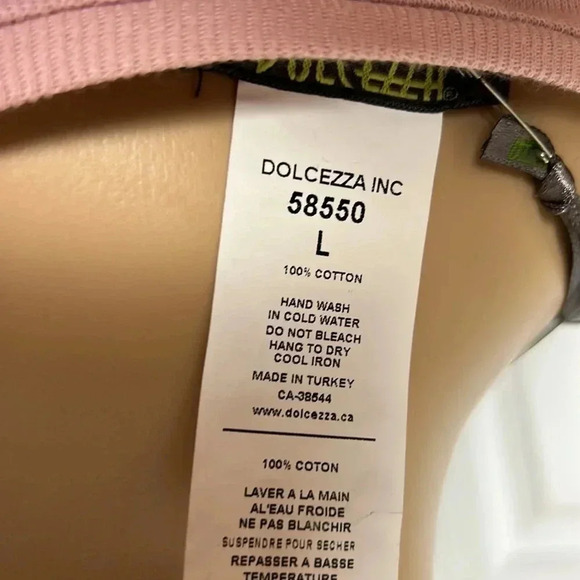 DOLCEZZA
DOLCEZZA INC
58550
L
100% COTTON
HAND WASH
IN COLD WATER
DO NOT BLEACH
HANG TO DRY
COOL IRON
MADE IN TURKEY
CA-38544
www.dolcezza.ca
100% COTON
LAVER A LA MAIN
AL'EAU FROIDE
NE PAS BLANCHIR
SUSPENDRE POUR SECHER
REPASSER A BASSE
TEMPERATURE